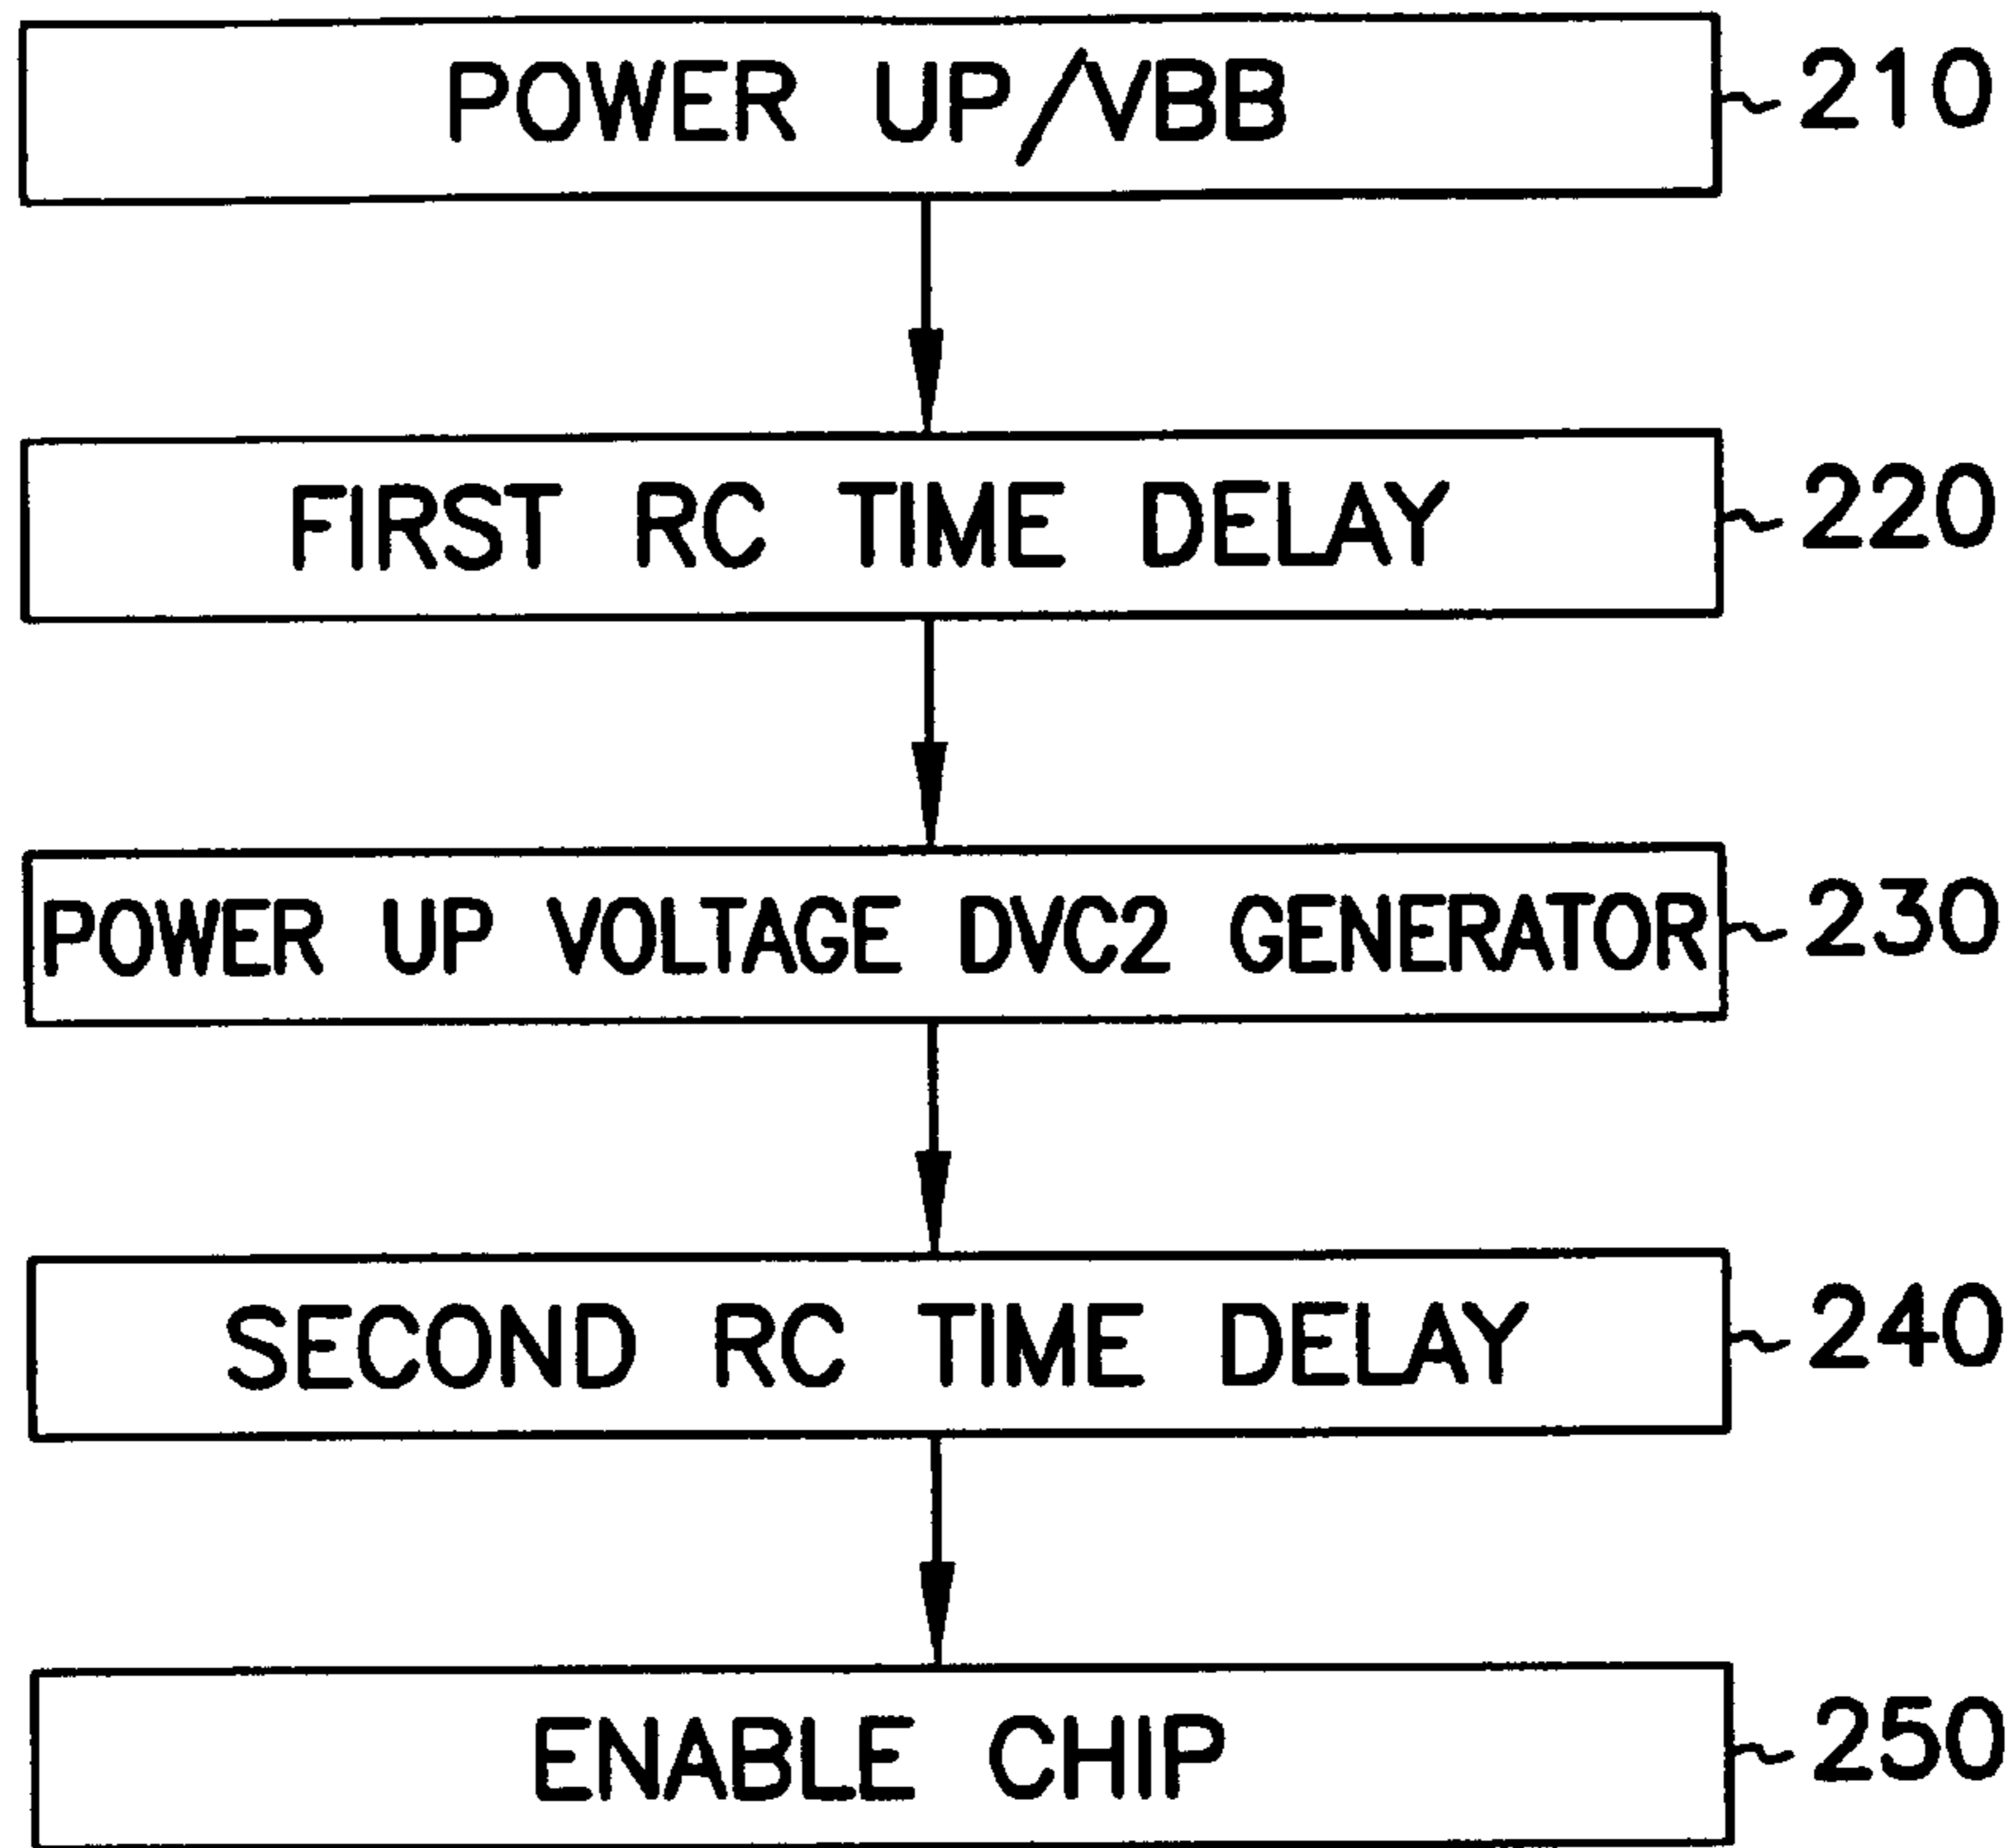 POWER UP/VBB 210
FIRST RC TIME DELAY 220
POWER UP VOLTAGE DVC2 GENERATOR 230
SECOND RC TIME DELAY 240
ENABLE CHIP 250